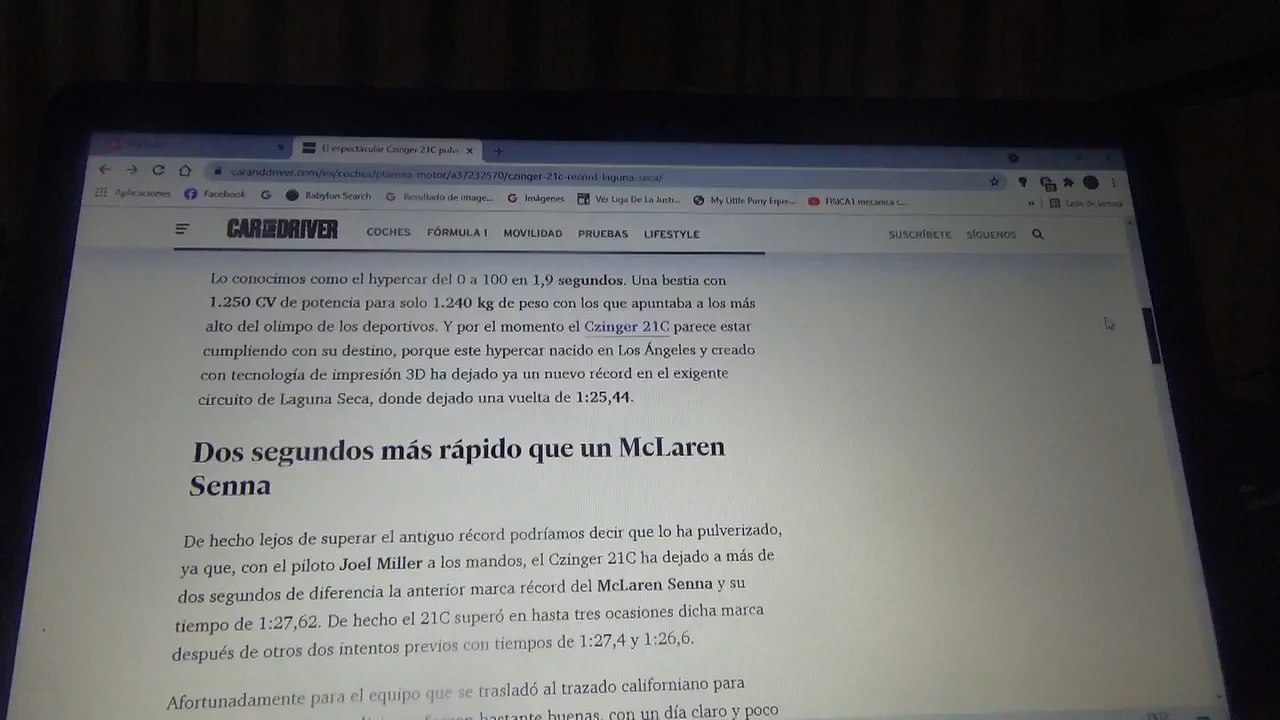 El espectacular Czinger 21C pulv
caranddriver.com/es/coches/planeta-motor/a37232570/czinger-21c-record-laguna-seca/
Aplicaciones Facebook Babylon Search Resultado de image... Imágenes Ver Liga De La Justi... My Little Pony Eque... FISICA1 mecanica c... » Lista de lectura
CAR AND DRIVER COCHES FÓRMULA 1 MOVILIDAD PRUEBAS LIFESTYLE SUSCRÍBETE SÍGUENOS
Lo conocimos como el hypercar del 0 a 100 en 1,9 segundos. Una bestia con
1.250 CV de potencia para solo 1.240 kg de peso con los que apuntaba a los más
alto del olimpo de los deportivos. Y por el momento el Czinger 21C parece estar
cumpliendo con su destino, porque este hypercar nacido en Los Ángeles y creado
con tecnología de impresión 3D ha dejado ya un nuevo récord en el exigente
circuito de Laguna Seca, donde dejado una vuelta de 1:25,44.
Dos segundos más rápido que un McLaren
Senna
De hecho lejos de superar el antiguo récord podríamos decir que lo ha pulverizado,
ya que, con el piloto Joel Miller a los mandos, el Czinger 21C ha dejado a más de
dos segundos de diferencia la anterior marca récord del McLaren Senna y su
tiempo de 1:27,62. De hecho el 21C superó en hasta tres ocasiones dicha marca
después de otros dos intentos previos con tiempos de 1:27,4 y 1:26,6.
Afortunadamente para el equipo que se trasladó al trazado californiano para
bastante buenas, con un día claro y poco